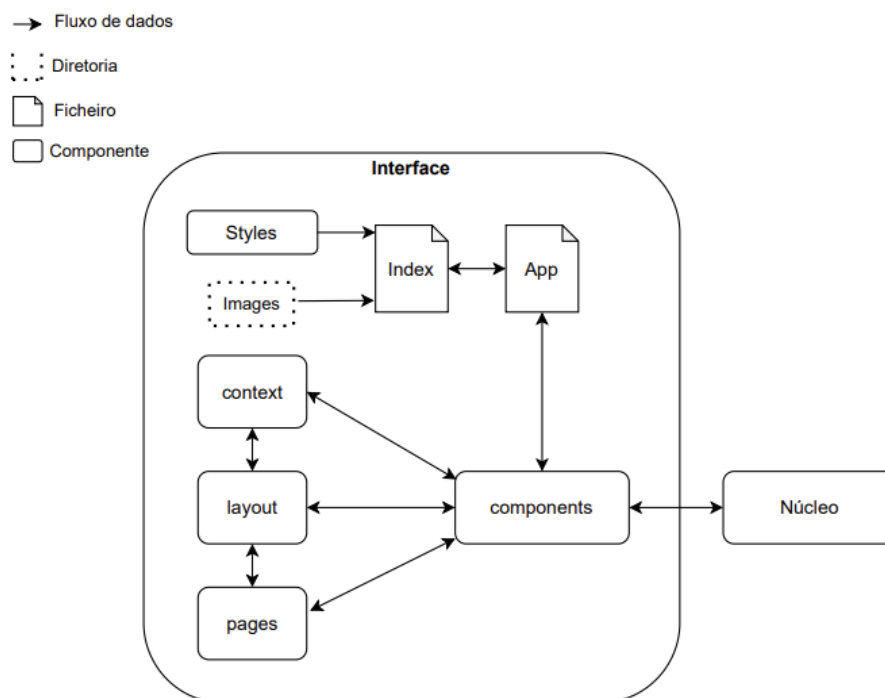 Fluxo de dados
Diretoria
Ficheiro
Componente
Interface
Styles
Index
App
Images
context
layout
components
Núcleo
pages